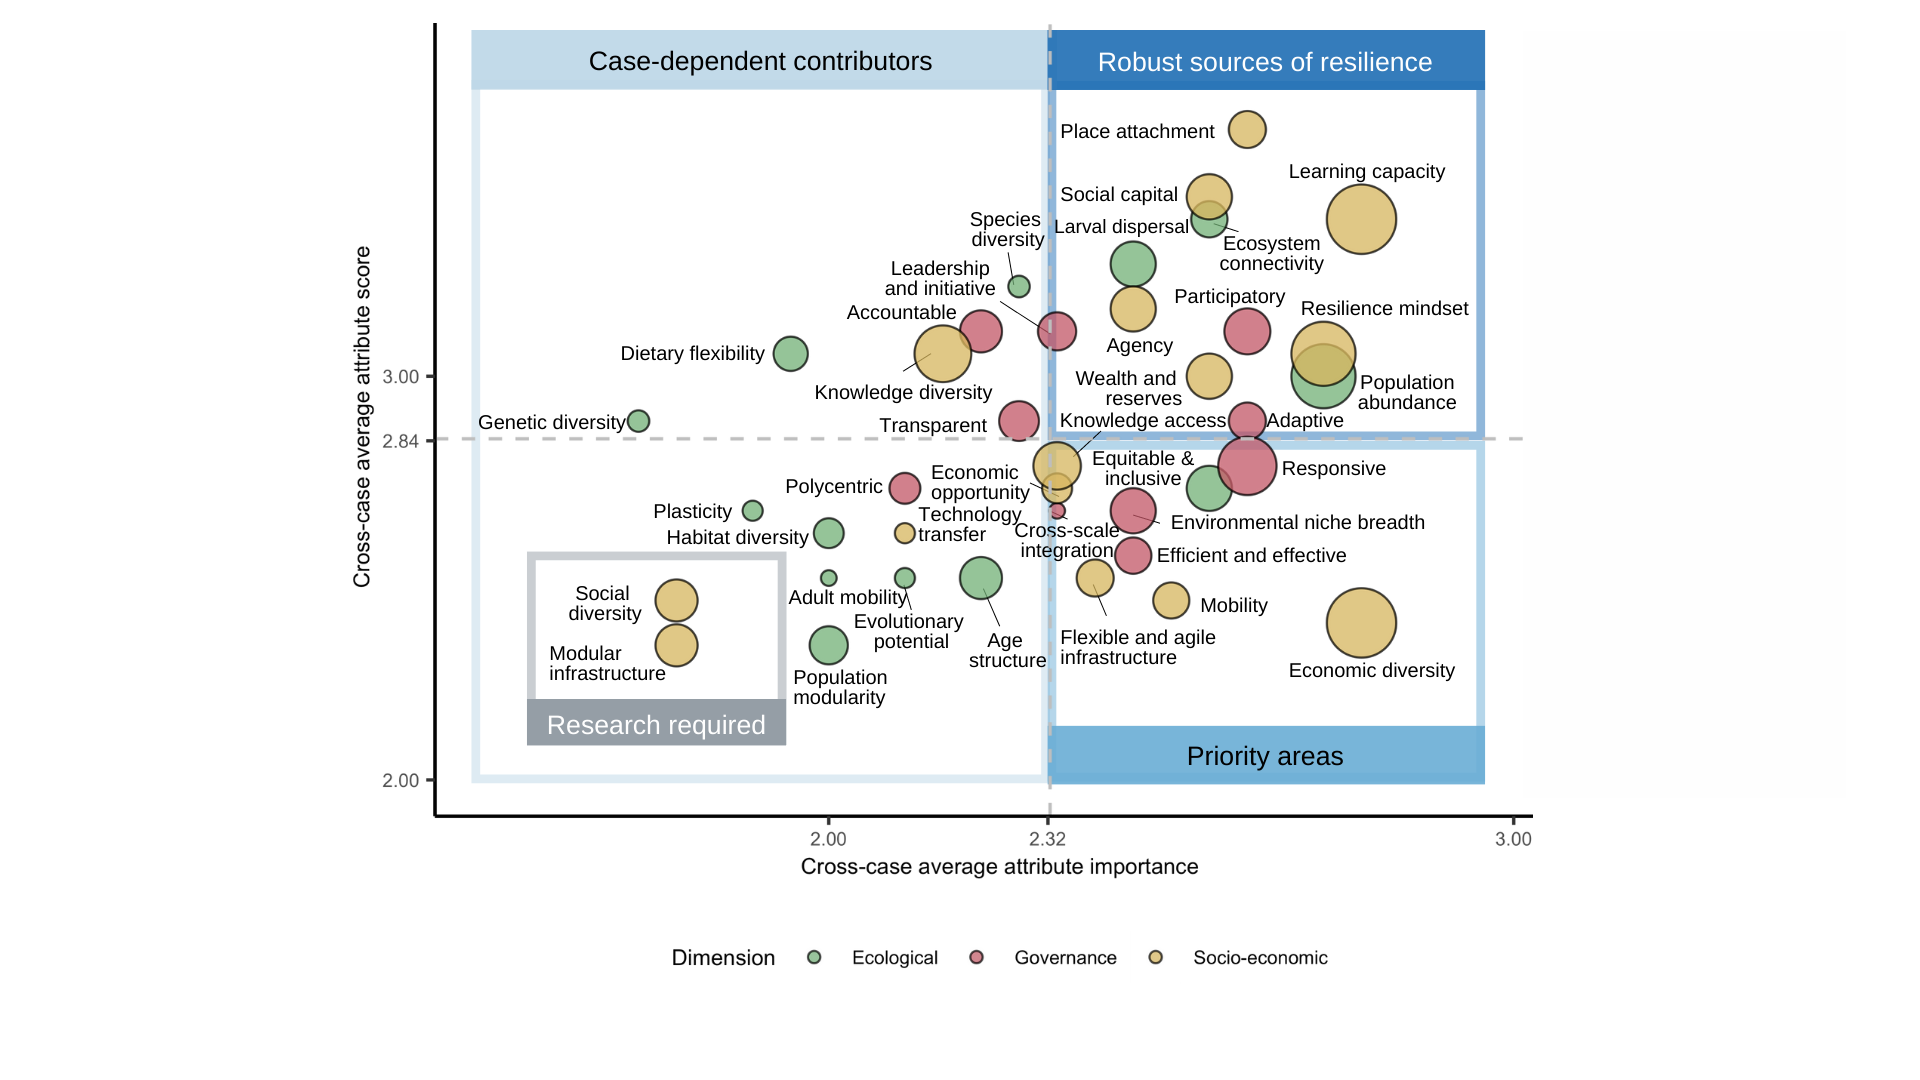 Case-dependent contributors
Robust sources of resilience
Place attachment
Learning capacity
Social capital
Species
diversity
Larval dispersal
Ecosystem
connectivity
Leadership
and initiative
Participatory
Resilience mindset
Accountable
Agency
Dietary flexibility
Knowledge diversity
Wealth and
reserves
Population
abundance
Genetic diversity
Transparent
Knowledge access
Adaptive
Cross-case average attribute score
3.00
2.84
2.00
Polycentric
Economic
opportunity
Equitable &
inclusive
Responsive
Plasticity
Technology
transfer
Habitat diversity
Cross-scale
integration
Environmental niche breadth
Efficient and effective
Social
diversity
Adult mobility
Mobility
Evolutionary
potential
Age
structure
Flexible and agile
infrastructure
Modular
infrastructure
Population
modularity
Economic diversity
Research required
Priority areas
2.00
2.32
3.00
Cross-case average attribute importance
Dimension
Ecological
Governance
Socio-economic